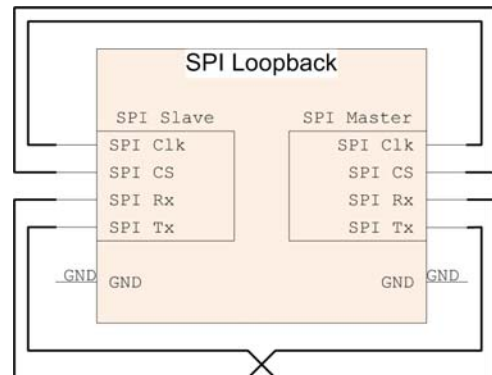 SPI Loopback
SPI Slave
SPI Clk
SPI CS
SPI Rx
SPI Tx
GND
GND
SPI Master
SPI Clk
SPI CS
SPI Rx
SPI Tx
GND
GND